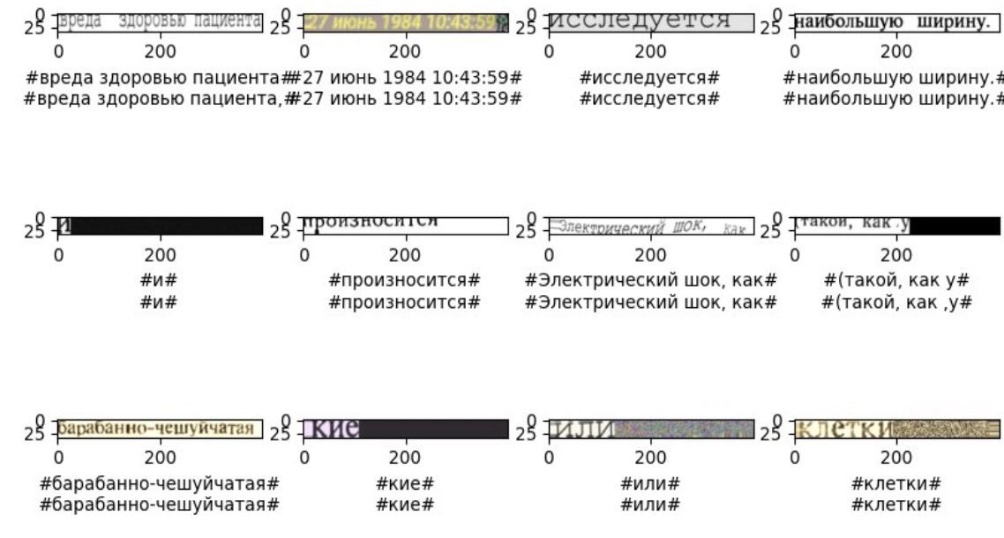 вреда здоровью пациента 27 июнь 1984 10:43:59 исследуется наибольшую ширину.
0 25 0 25 0 25 0 25
0 200 0 200 0 200 0 200
#вреда здоровью пациента# #27 июнь 1984 10:43:59# #исследуется# #наибольшую ширину.#
#вреда здоровью пациента,# #27 июнь 1984 10:43:59# #исследуется# #наибольшую ширину.#
и произносится Электрический шок, как (такой, как у
0 25 0 25 0 25 0 25
0 200 0 200 0 200 0 200
#и# #произносится# #Электрический шок, как# #(такой, как у#
#и# #произносится# #Электрический шок, как# #(такой, как ,у#
барабанно-чешуйчатая кие или клетки
0 25 0 25 0 25 0 25
0 200 0 200 0 200 0 200
#барабанно-чешуйчатая# #кие# #или# #клетки#
#барабанно-чешуйчатая# #кие# #или# #клетки#